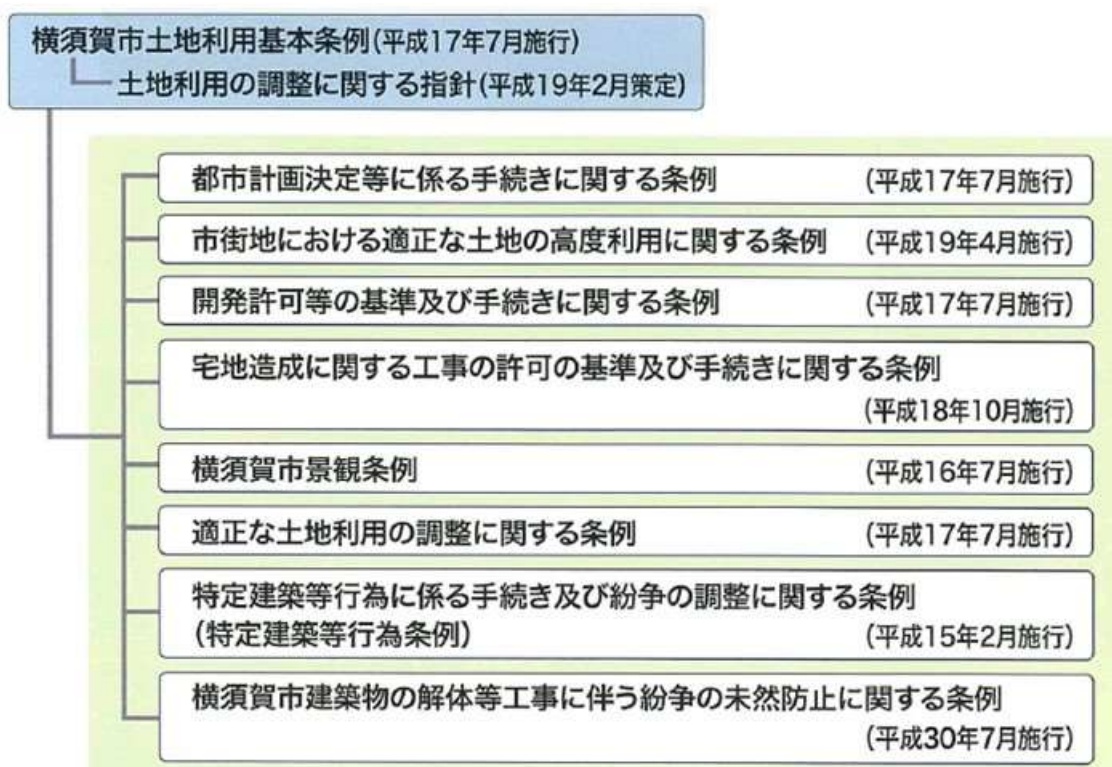 横須賀市土地利用基本条例(平成17年7月施行)
土地利用の調整に関する指針(平成19年2月策定)
都市計画決定等に係る手続きに関する条例 (平成17年7月施行)
市街地における適正な土地の高度利用に関する条例 (平成19年4月施行)
開発許可等の基準及び手続きに関する条例 (平成17年7月施行)
宅地造成に関する工事の許可の基準及び手続きに関する条例
(平成18年10月施行)
横須賀市景観条例 (平成16年7月施行)
適正な土地利用の調整に関する条例 (平成17年7月施行)
特定建築等行為に係る手続き及び紛争の調整に関する条例
(特定建築等行為条例) (平成15年2月施行)
横須賀市建築物の解体等工事に伴う紛争の未然防止に関する条例
(平成30年7月施行)